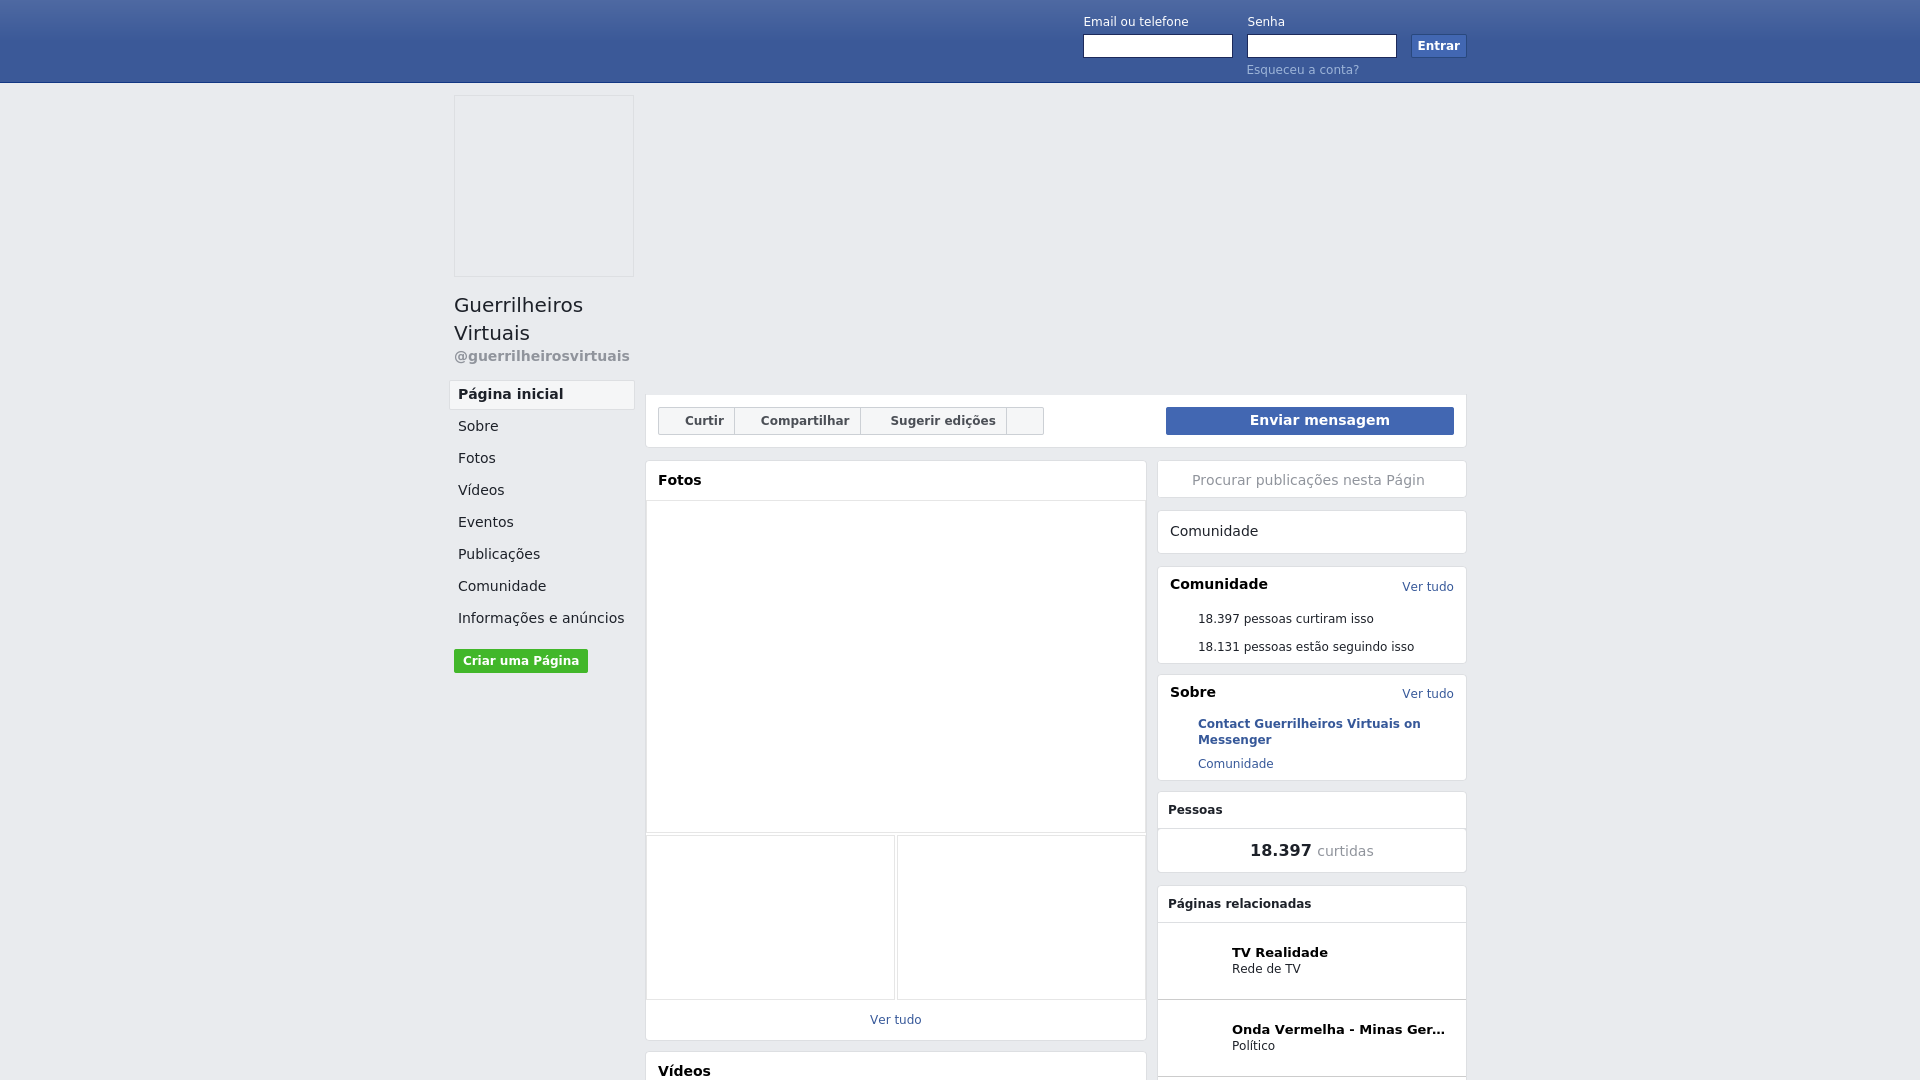 Email ou telefone
Senha
Entrar
Esqueceu a conta?
Guerrilheiros
Virtuais
@guerrilheirosvirtuais
Página inicial
Sobre
Fotos
Vídeos
Eventos
Publicações
Comunidade
Informações e anúncios
Criar uma Página
Curtir
Compartilhar
Sugerir edições
Enviar mensagem
Fotos
Ver tudo
Vídeos
Procurar publicações nesta Págin
Comunidade
Comunidade
Ver tudo
18.397 pessoas curtiram isso
18.131 pessoas estão seguindo isso
Sobre
Ver tudo
Contact Guerrilheiros Virtuais on
Messenger
Comunidade
Pessoas
18.397 curtidas
Páginas relacionadas
TV Realidade
Rede de TV
Onda Vermelha - Minas Ger...
Político